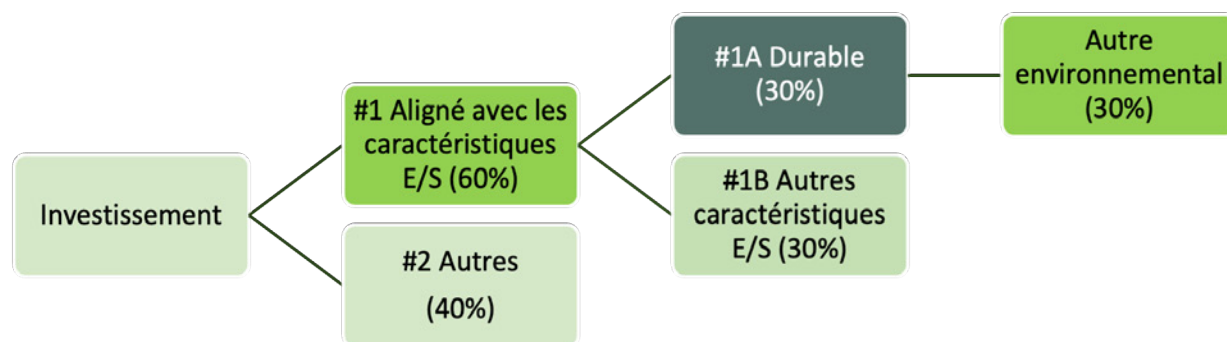 Investissement
#1 Aligné avec les
caractéristiques
E/S (60%)
#2 Autres
(40%)
#1A Durable
(30%)
#1B Autres
caractéristiques
E/S (30%)
Autre
environnemental
(30%)